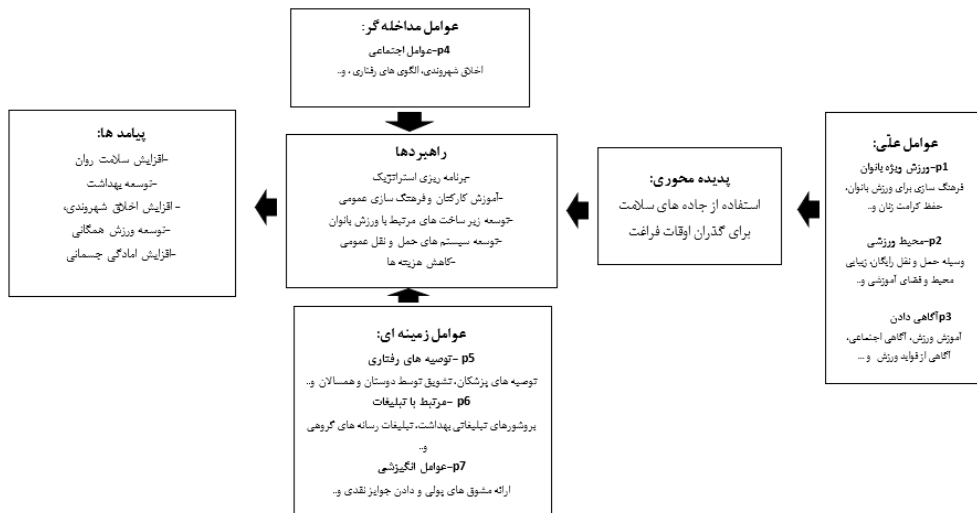 عوامل مداخله گر:
p4-عوامل اجتماعی
اخلاق شهروندی، الگوی های رفتاری ، و..
عوامل علّی:
p1-ورزش ویژه بانوان
فرهنگ سازی برای ورزش بانوان،
حفظ کرامت زنان و..
p2-محیط ورزشی
وسیله حمل و نقل رایگان، زیبایی
محیط و فضای آموزشی و..
p3آگاهی دادن
آموزش ورزش، آگاهی اجتماعی،
آگاهی از فواید ورزش و ...
پدیده محوری:
استفاده از جاده های سلامت
برای گذران اوقات فراغت
راهبردها
-برنامه ریزی استراتژیک
-آموزش کارکنان و فرهنگ سازی عمومی
-توسعه زیر ساخت های مرتبط با ورزش بانوان
-توسعه سیستم های حمل و نقل عمومی
-کاهش هزینه ها
پیامد ها:
-افزایش سلامت روان
-توسعه بهداشت
- افزایش اخلاق شهروندی،
-توسعه ورزش همگانی
-افزایش امادگی جسمانی
عوامل زمینه ای:
p5 -توصیه های رفتاری
توصیه های پزشکان، تشویق توسط دوستان و همسالان و..
p6 -مرتبط با تبلیغات
بروشورهای تبلیغاتی بهداشت، تبلیغات رسانه های گروهی
و..
p7-عوامل انگیزشی
ارائه مشوق های پولی و دادن جوایز نقدی و..